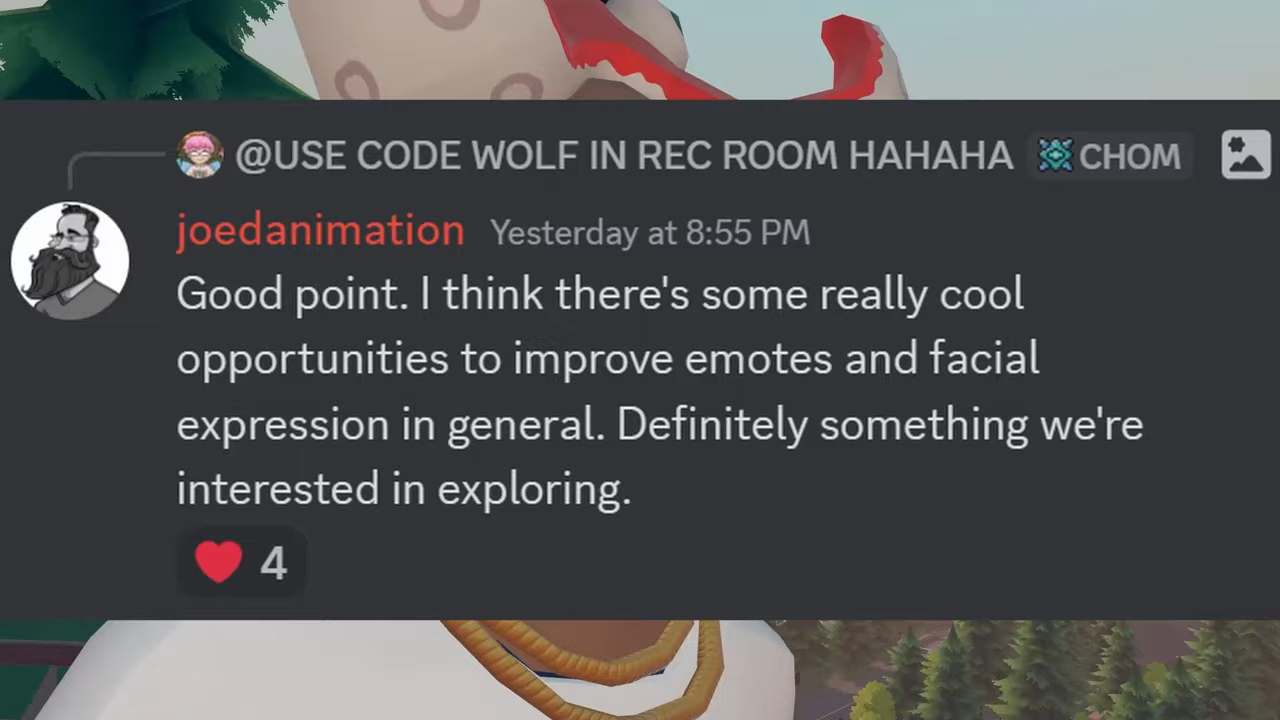 @USE CODE WOLF IN REC ROOM HAHAHA CHOM
joedanimation Yesterday at 8:55 PM
Good point. I think there's some really cool
opportunities to improve emotes and facial
expression in general. Definitely something we're
interested in exploring.
❤️ 4